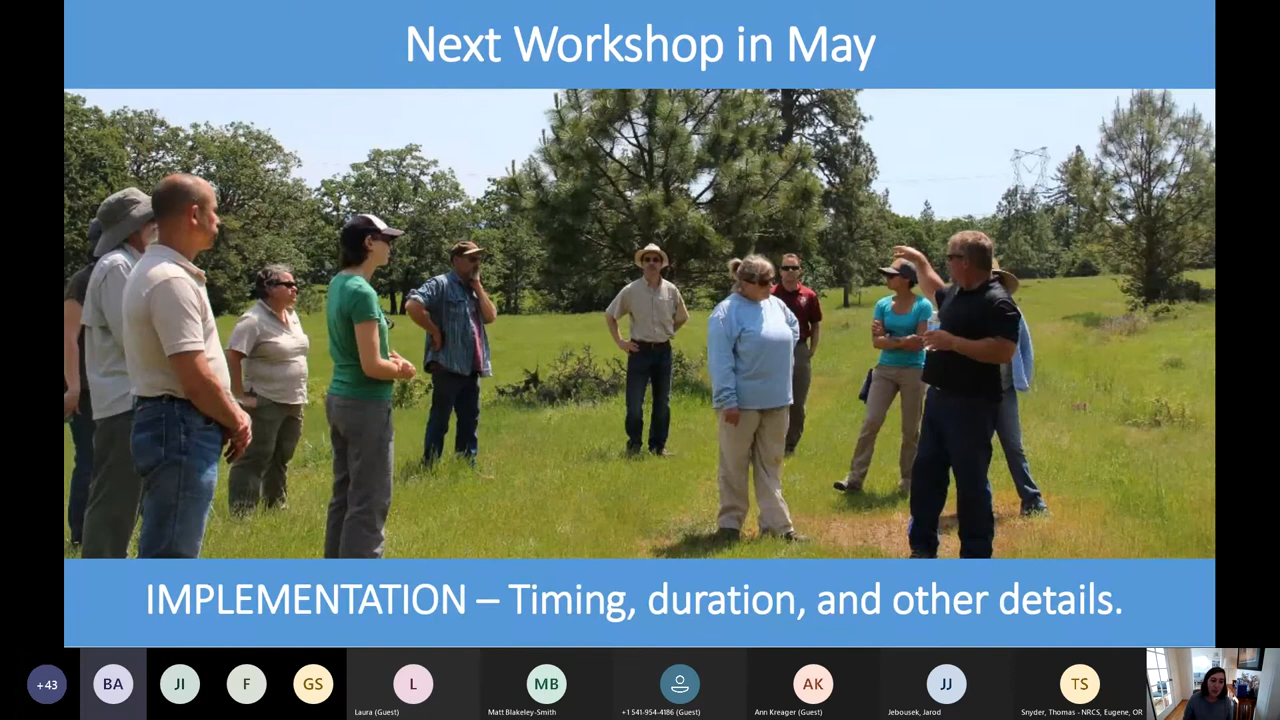 Next Workshop in May
IMPLEMENTATION – Timing, duration, and other details.
+43
BA
JI
F
GS
L
MB
AK
JJ
TS
Laura (Guest)
Matt Blakeley-Smith
+1 541-954-4186 (Guest)
Ann Kreager (Guest)
Jebousek, Jarod
Snyder, Thomas - NRCS, Eugene, OR